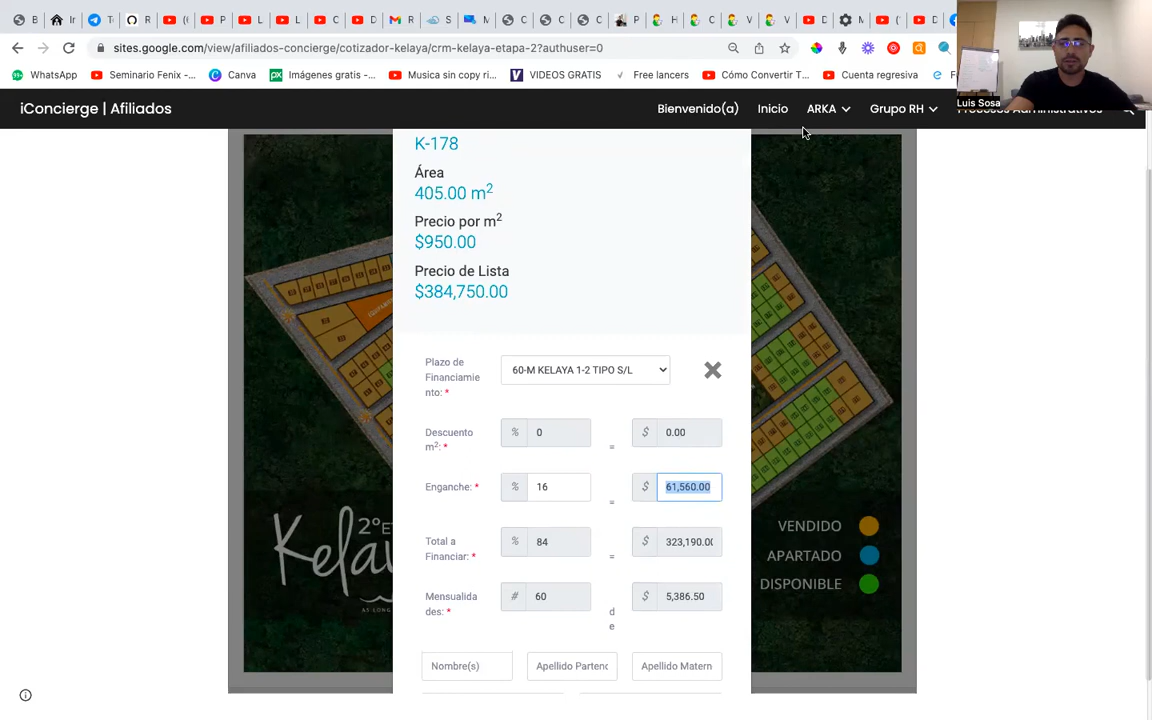 sites.google.com/view/afiliados-concierge/cotizador-kelaya/crm-kelaya-etapa-2?authuser=0
WhatsApp
Seminario Fenix -...
Canva
Imágenes gratis -...
Musica sin copy ri...
VIDEOS GRATIS
Free lancers
Cómo Convertir T...
Cuenta regresiva
Luis Sosa
iConcierge | Afiliados
Bienvenido(a)
Inicio
ARKA
Grupo RH
Procesos Administrativos
K-178
Área
405.00 m2
Precio por m2
$950.00
Precio de Lista
$384,750.00
Plazo de
Financiamie
nto: *
60-M KELAYA 1-2 TIPO S/L
Descuento
m2: *
% 0
=
$ 0.00
Enganche: *
% 16
=
$ 61,560.00
Total a
Financiar: *
% 84
=
$ 323,190.0
Mensualida
des: *
# 60
d
e
$ 5,386.50
Nombre(s)
Apellido Partenc
Apellido Matern
2ºE
Kelay
VENDIDO
APARTADO
DISPONIBLE